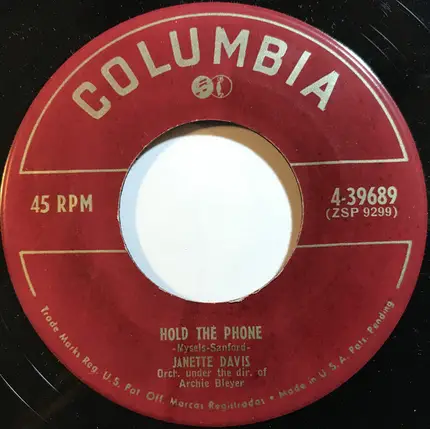 COLUMBIA
45 RPM
4-39689
(ZSP 9299)
HOLD THE PHONE
-Mysels-Sanford-
JANETTE DAVIS
Orch. under the dir. of
Archie Bleyer
Trade Marks Reg. U.S. Pat Off. Marcas Registradas • Made in U.S.A. Pats. Pending